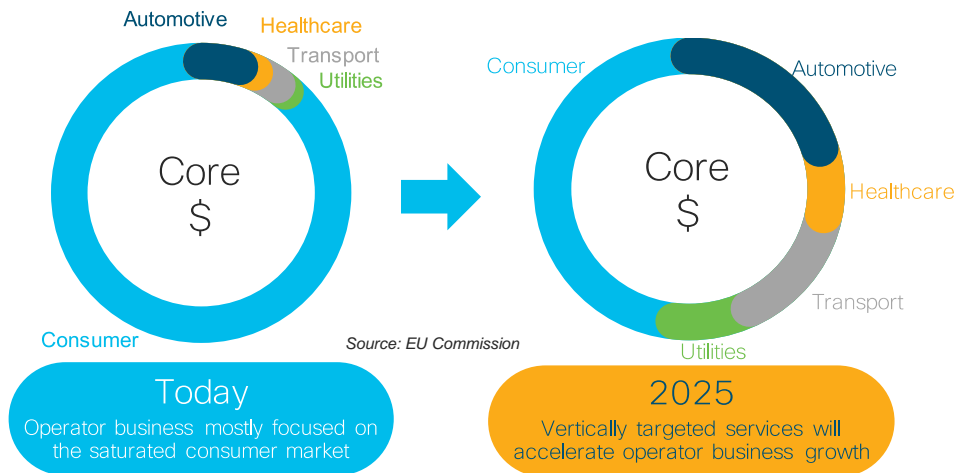 Automotive
Healthcare
Transport
Utilities
Core
$
Consumer
Consumer
Automotive
Core
$
Healthcare
Transport
Utilities
Source: EU Commission
Today
Operator business mostly focused on
the saturated consumer market
2025
Vertically targeted services will
accelerate operator business growth